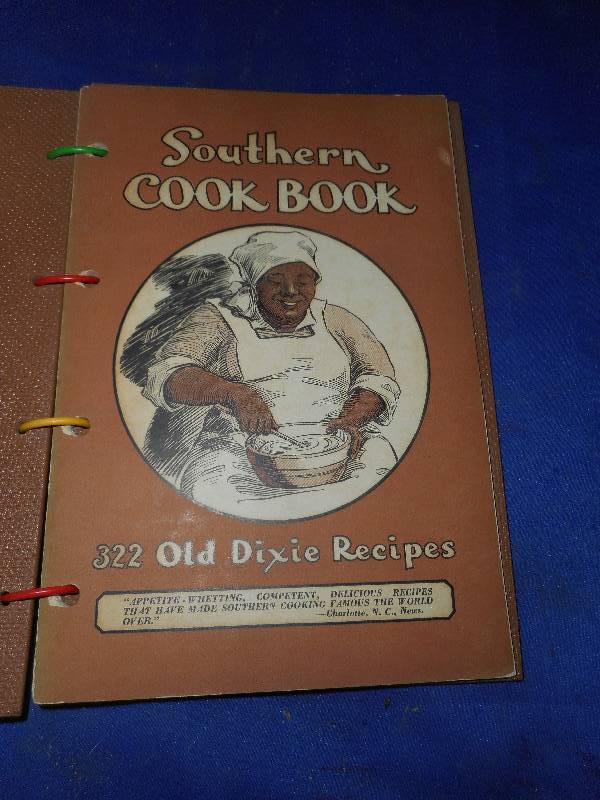 Southern
COOK BOOK
322 Old Dixie Recipes
"APPETITE-WHETTING, COMPETENT, DELICIOUS RECIPES
THAT HAVE MADE SOUTHERN COOKING FAMOUS THE WORLD
OVER."
—Charlotte, N. C., News.